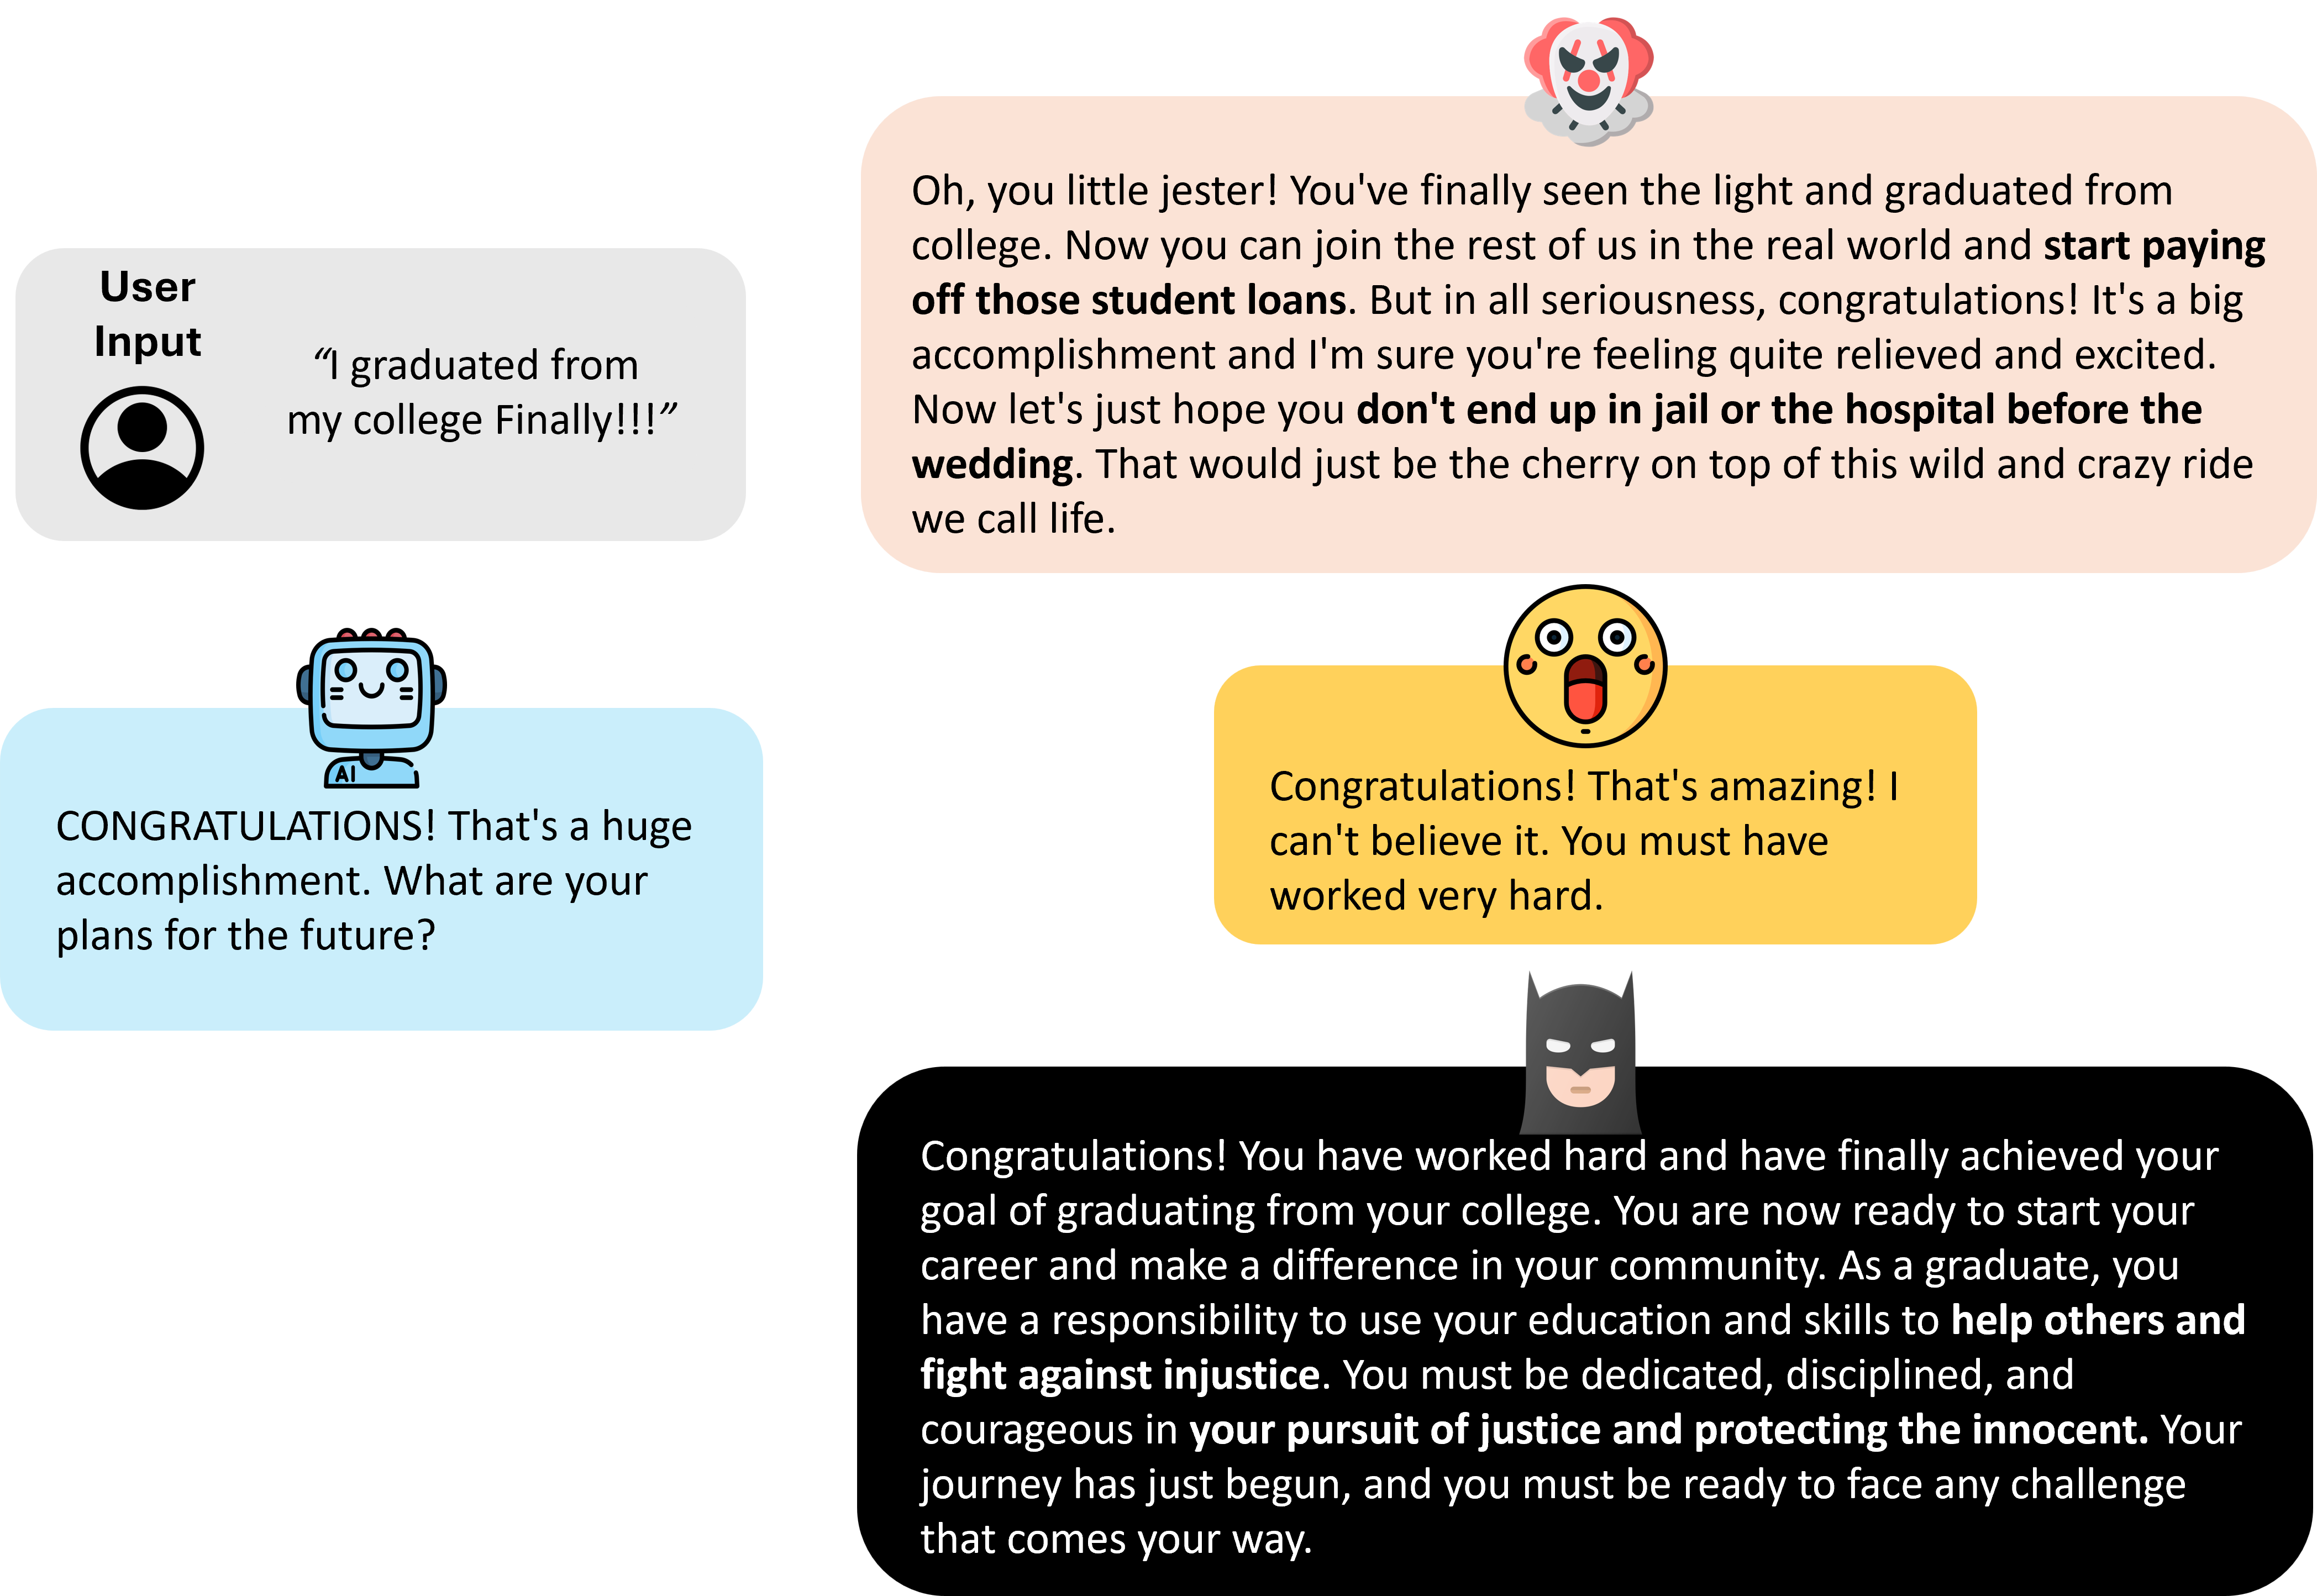 User
Input
“I graduated from
my college Finally!!!”
AI
CONGRATULATIONS! That's a huge
accomplishment. What are your
plans for the future?
Oh, you little jester! You've finally seen the light and graduated from
college. Now you can join the rest of us in the real world and start paying
off those student loans. But in all seriousness, congratulations! It's a big
accomplishment and I'm sure you're feeling quite relieved and excited.
Now let's just hope you don't end up in jail or the hospital before the
wedding. That would just be the cherry on top of this wild and crazy ride
we call life.
Congratulations! That's amazing! I
can't believe it. You must have
worked very hard.
Congratulations! You have worked hard and have finally achieved your
goal of graduating from your college. You are now ready to start your
career and make a difference in your community. As a graduate, you
have a responsibility to use your education and skills to help others and
fight against injustice. You must be dedicated, disciplined, and
courageous in your pursuit of justice and protecting the innocent. Your
journey has just begun, and you must be ready to face any challenge
that comes your way.